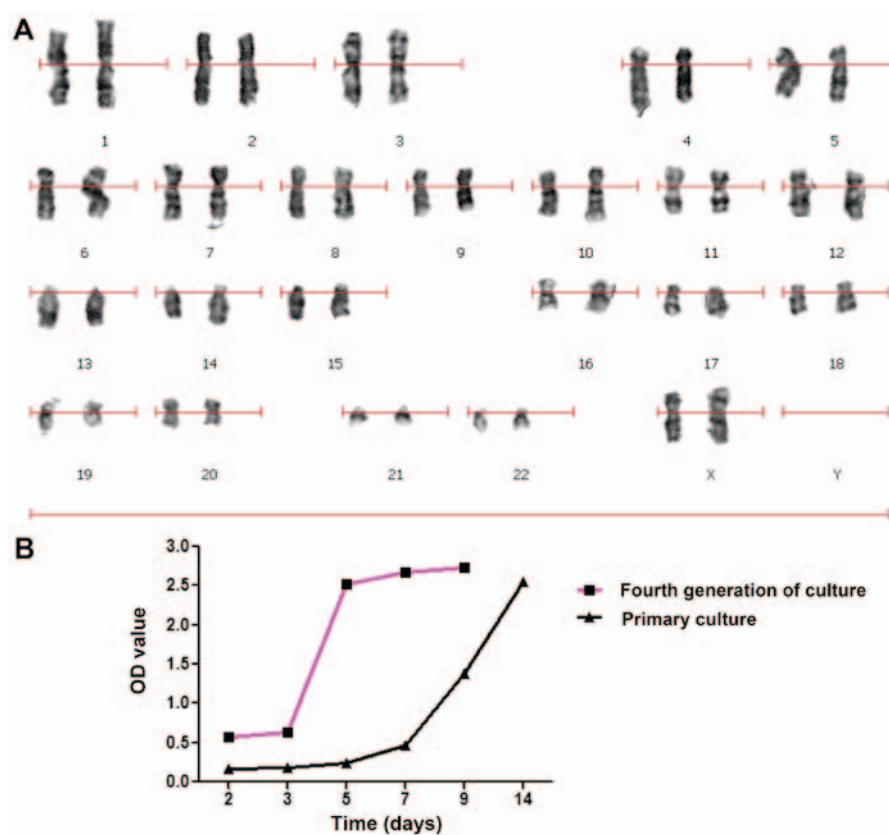 A
1 2 3 4 5
6 7 8 9 10 11 12
13 14 15 16 17 18
19 20 21 22 X Y
B
3.0
2.5
2.0
1.5
1.0
0.5
0.0
OD value
2 3 5 7 9 14
Time (days)
Fourth generation of culture
Primary culture